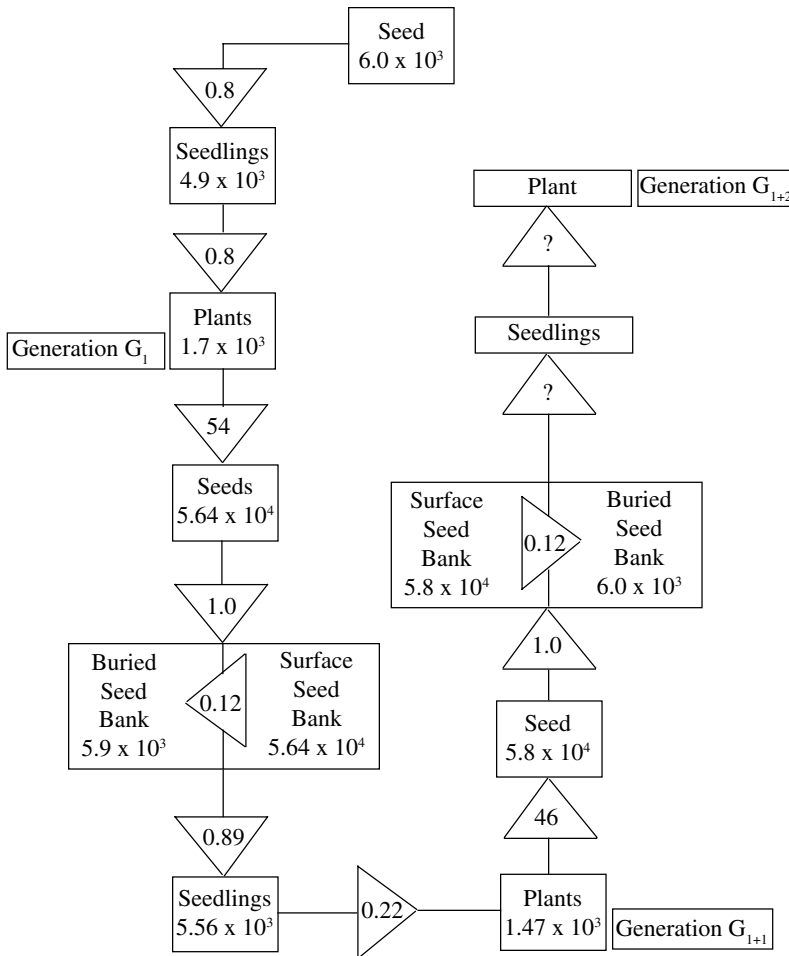 Seed
6.0 x 10³
0.8
Seedlings
4.9 x 10³
0.8
Plants
1.7 x 10³
Generation G₁
54
Seeds
5.64 x 10⁴
1.0
Buried
Seed
Bank
5.9 x 10³
0.12
Surface
Seed
Bank
5.64 x 10⁴
0.89
Seedlings
5.56 x 10³
0.22
Plants
1.47 x 10³
Generation G₁₊₁
46
Seed
5.8 x 10⁴
1.0
Surface
Seed
Bank
5.8 x 10⁴
0.12
Buried
Seed
Bank
6.0 x 10³
?
Seedlings
?
Plant
Generation G₁₊₂